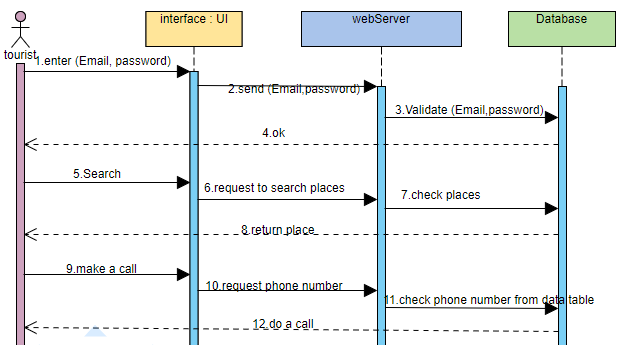 interface : UI
webServer
Database
tourist
1.enter (Email, password)
2.send (Email,password)
3.Validate (Email,password)
4.ok
5.Search
6.request to search places
7.check places
8.return place
9.make a call
10.request phone number
11.check phone number from data table
12.do a call